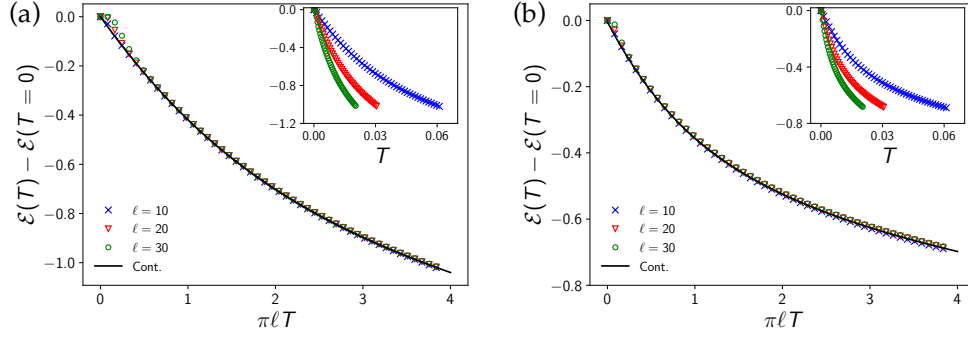 (a)
ℰ(T) − ℰ(T = 0)
0.0
−0.2
−0.4
−0.6
−0.8
−1.0
0 1 2 3 4
πℓT
ℓ = 10
ℓ = 20
ℓ = 30
Cont.
0.0
−0.4
−0.8
−1.2
0.00 0.03 0.06
T
(b)
ℰ(T) − ℰ(T = 0)
0.0
−0.2
−0.4
−0.6
−0.8
0 1 2 3 4
πℓT
ℓ = 10
ℓ = 20
ℓ = 30
Cont.
0.0
−0.4
−0.8
0.00 0.03 0.06
T